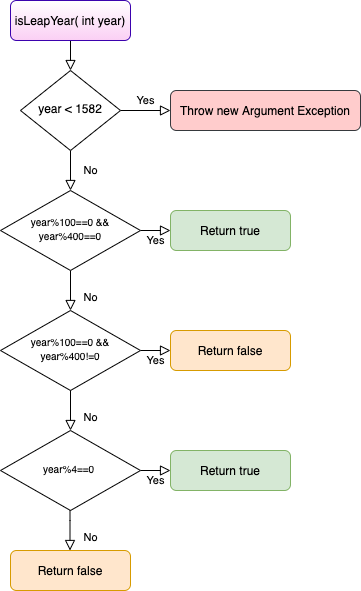 isLeapYear( int year)
year < 1582
Yes
Throw new Argument Exception
No
year%100==0 &&
year%400==0
Yes
Return true
No
year%100==0 &&
year%400!=0
Yes
Return false
No
year%4==0
Yes
Return true
No
Return false